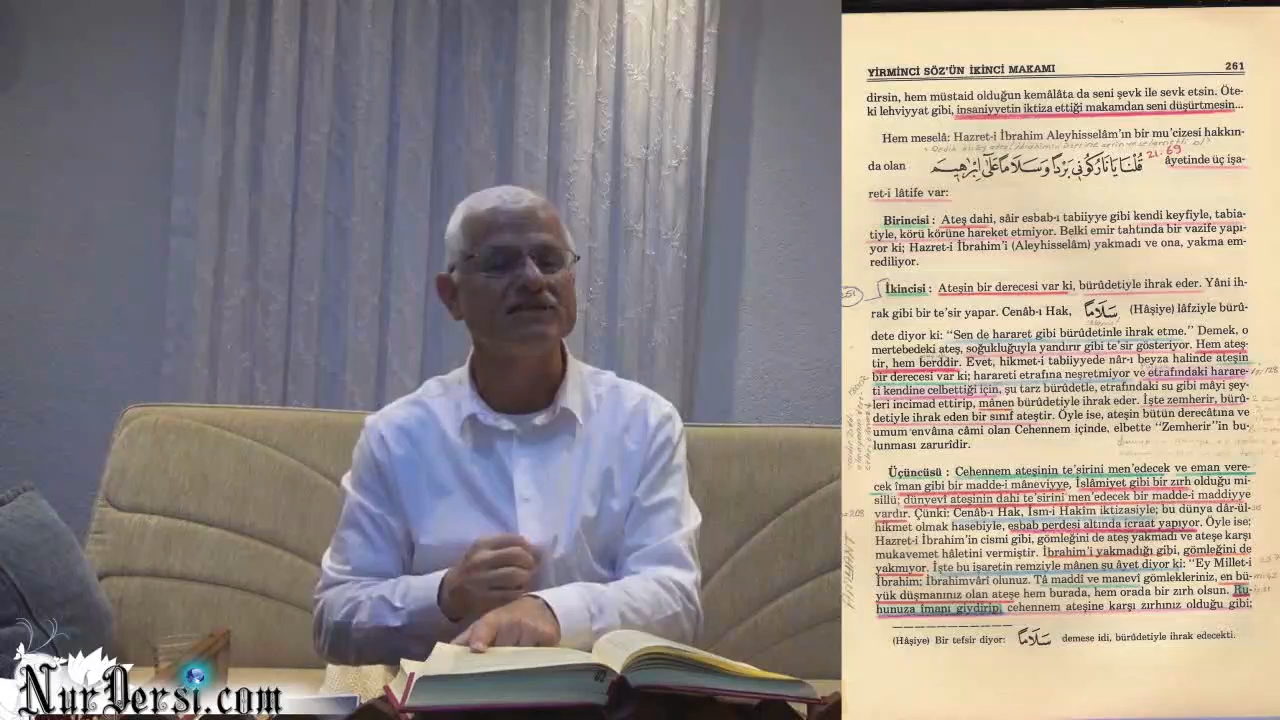 YİRMİNCİ SÖZ'ÜN İKİNCİ MAKAMI 261
dirsin, hem müstaid olduğun kemâlâta da seni şevk ile sevk etsin. Öte-
ki lehviyyat gibi, insaniyyetin iktiza ettiği makamdan seni düşürtmesin...
Hem meselâ: Hazret-i İbrahim Aleyhisselâm'ın bir mu'cizesi hakkın-
da olan قُلْنَا يَا نَارُ كُونِى بَرْدًا وَسَلَامًا عَلَى اِبْرٰهِيمَ 21:69 âyetinde üç işa-
ret-i lâtife var:
Birincisi : Ateş dahi, sâir esbab-ı tabiiyye gibi kendi keyfiyle, tabia-
tiyle, körü körüne hareket etmiyor. Belki emir tahtında bir vazife yapı-
yor ki; Hazret-i İbrahim'i (Aleyhisselâm) yakmadı ve ona, yakma em-
rediliyor.
İkincisi : Ateşin bir derecesi var ki, bürûdetiyle ihrak eder. Yâni ih-
rak gibi bir te'sir yapar. Cenâb-ı Hak, سَلَامًا (Hâşiye) lâfziyle bürû-
dete diyor ki: "Sen de hararet gibi bürûdetinle ihrak etme." Demek, o
mertebedeki ateş, soğukluğuyla yandırır gibi te'sir gösteriyor. Hem ateş-
tir, hem berddir. Evet, hikmet-i tabiiyede nâr-ı beyza halinde ateşin
bir derecesi var ki; harareti etrafına neşretmiyor ve etrafındaki harare-
ti kendine celbettiği için, şu tarz bürûdetle, etrafındaki su gibi mâyi şey-
leri incimad ettirip, mânen bürûdetiyle ihrak eder. İşte zemherir, bürû-
detiyle ihrak eden bir sınıf ateştir. Öyle ise, ateşin bütün derecâtına ve
umum envâına câmi olan Cehennem içinde, elbette "Zemherir"in bu-
lunması zarurîdir.
Üçüncüsü : Cehennem ateşinin te'sirini men'edecek ve eman vere-
cek îman gibi bir madde-i mâneviyye, İslâmiyet gibi bir zırh olduğu mi-
sillü; dünyevî ateşinin dahi te'sirini men'edecek bir madde-i maddiyye
vardır. Çünki: Cenâb-ı Hak, İsm-i Hakîm iktizasiyle; bu dünya dâr-ül-
hikmet olmak hasebiyle, esbab perdesi altında icraat yapıyor. Öyle ise;
Hazret-i İbrahim'in cismi gibi, gömleğini de ateş yakmadı ve ateşe karşı
mukavemet hâletini vermiştir. İbrahim'i yakmadığı gibi, gömleğini de
yakmıyor. İşte bu işaretin remziyle mânen şu âyet diyor ki: "Ey Millet-i
İbrahim; İbrahimvâri olunuz. Tâ maddî ve manevî gömlekleriniz, en bü-
yük düşmanınız olan ateşe hem burada, hem orada bir zırh olsun. Ru-
hunuza îmanı giydirip, cehennem ateşine karşı zırhınız olduğu gibi;
(Hâşiye) Bir tefsir diyor: سَلَامًا demese idi, bürûdetiyle ihrak edecekti.
NurDersi.com